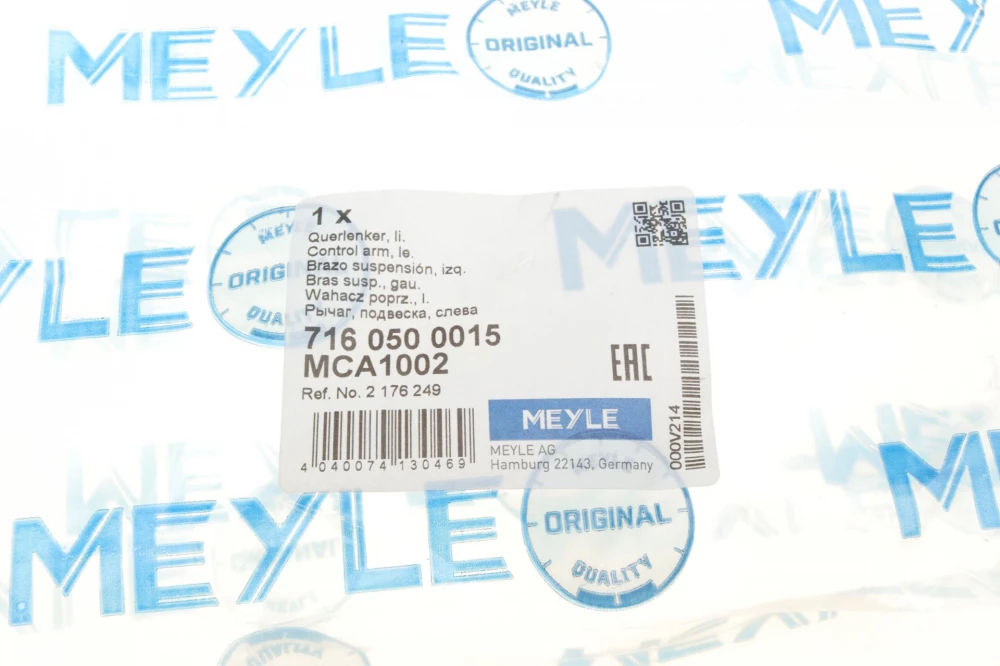 MEYLE
ORIGINAL
QUALITY
MEYLE
MEYLE
ORIGINAL
QUALITY
1 x
Querlenker, li.
Control arm, le.
Brazo suspensión, izq.
Bras susp., gau.
Wahacz poprz., l.
Рычаг, подвеска, слева
716 050 0015
MCA1002
EAC
Ref. No. 2 176 249
4 040074 130469
MEYLE
MEYLE AG
Hamburg 22143, Germany
000V214
MEYLE
MEYLE
ORIGINAL
QUALITY